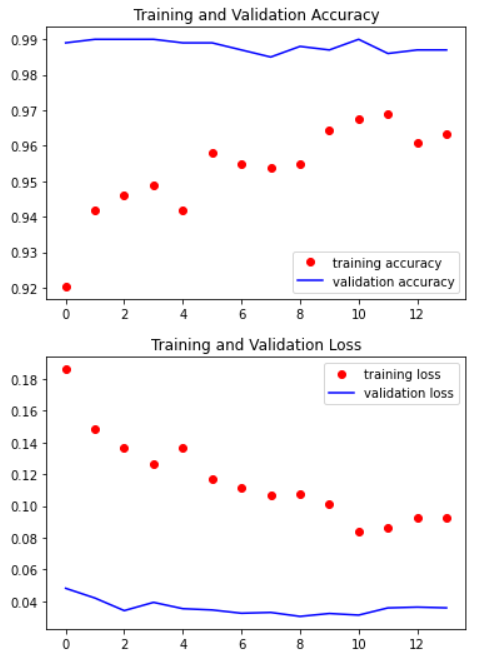 Training and Validation Accuracy
0.99
0.98
0.97
0.96
0.95
0.94
0.93
0.92
training accuracy
validation accuracy
0 2 4 6 8 10 12
Training and Validation Loss
0.18
0.16
0.14
0.12
0.10
0.08
0.06
0.04
training loss
validation loss
0 2 4 6 8 10 12